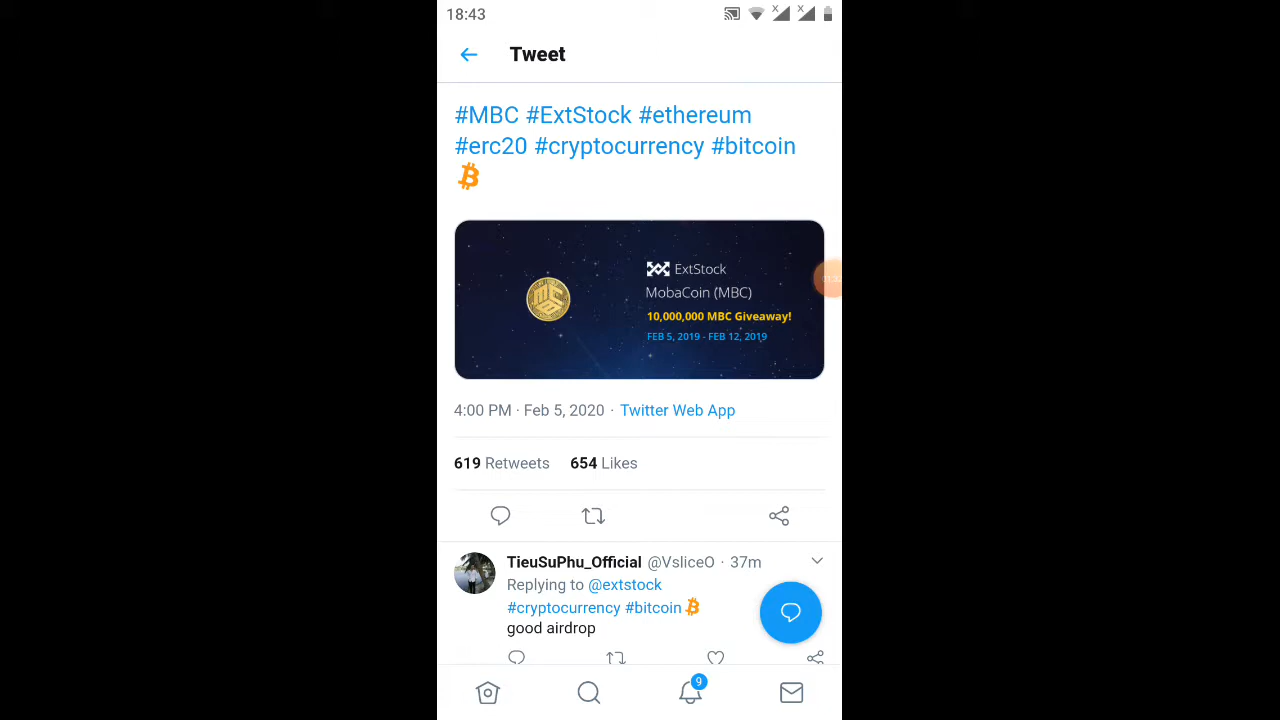 18:43
Tweet
#MBC #ExtStock #ethereum
#erc20 #cryptocurrency #bitcoin
ExtStock
MobaCoin (MBC)
10,000,000 MBC Giveaway!
FEB 5, 2019 - FEB 12, 2019
4:00 PM · Feb 5, 2020 · Twitter Web App
619 Retweets 654 Likes
TieuSuPhu_Official @VsliceO · 37m
Replying to @extstock
#cryptocurrency #bitcoin
good airdrop
9